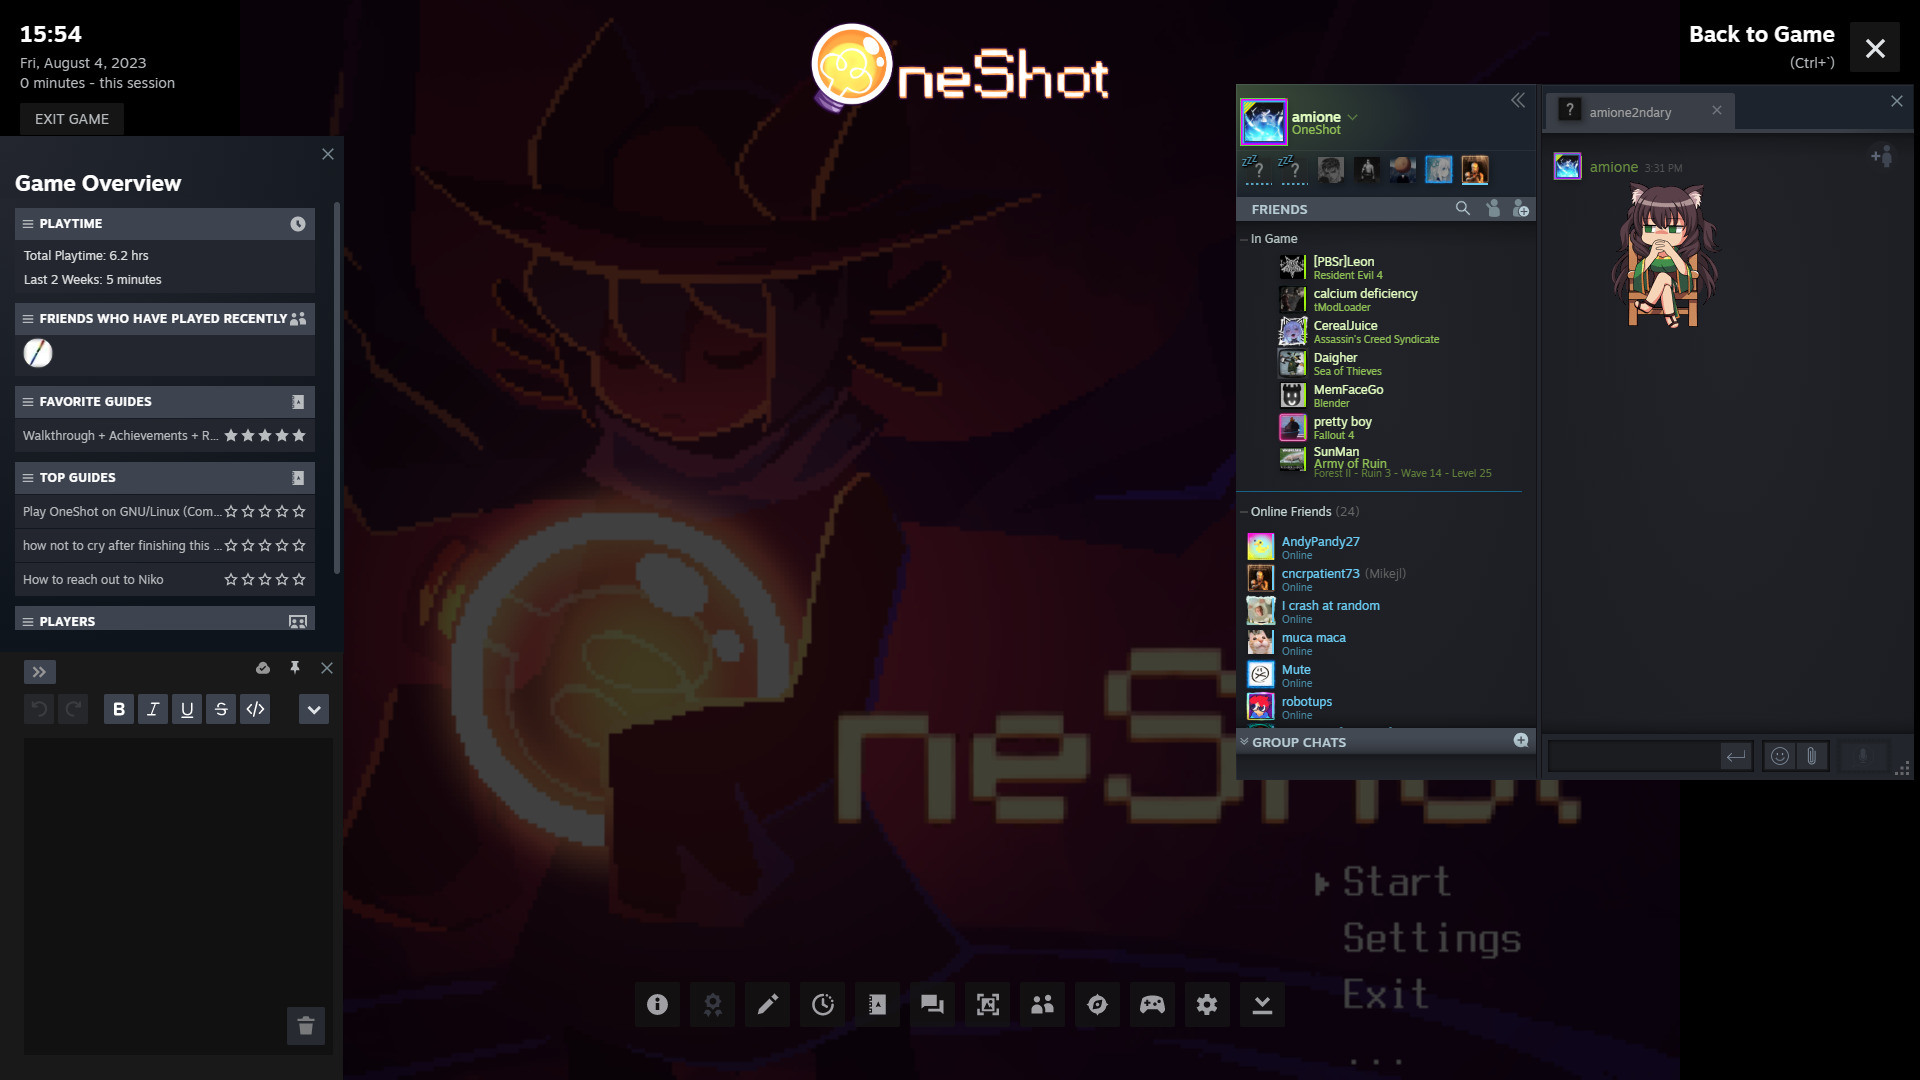 15:54
Fri, August 4, 2023
0 minutes - this session
EXIT GAME
neShot
Back to Game
(Ctrl+`)
Game Overview
PLAYTIME
Total Playtime: 6.2 hrs
Last 2 Weeks: 5 minutes
FRIENDS WHO HAVE PLAYED RECENTLY
FAVORITE GUIDES
Walkthrough + Achievements + R...
TOP GUIDES
Play OneShot on GNU/Linux (Com...
how not to cry after finishing this ...
How to reach out to Niko
PLAYERS
B I U S </>
amione
OneShot
zzz ? zzz ?
FRIENDS
In Game
[PBSr]Leon
Resident Evil 4
calcium deficiency
tModLoader
CerealJuice
Assassin's Creed Syndicate
Daigher
Sea of Thieves
MemFaceGo
Blender
pretty boy
Fallout 4
SunMan
Army of Ruin
Forest II - Ruin 3 - Wave 14 - Level 25
Online Friends (24)
AndyPandy27
Online
cncrpatient73 (Mikejl)
Online
I crash at random
Online
muca maca
Online
Mute
Online
robotups
Online
GROUP CHATS
? amione2ndary
amione 3:31 PM
neShot
Start
Settings
Exit
...